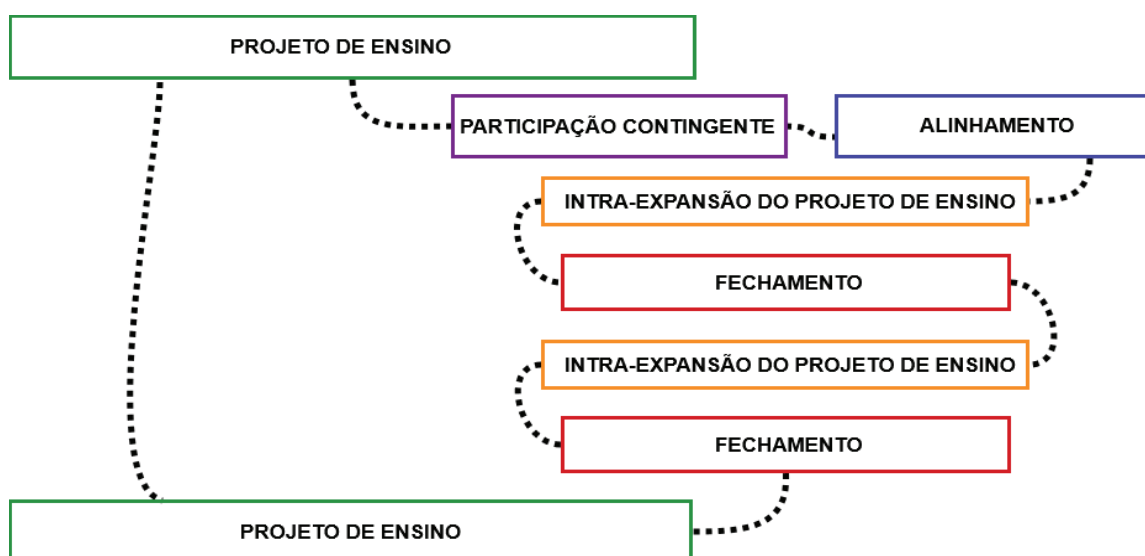 PROJETO DE ENSINO
PARTICIPAÇÃO CONTINGENTE
ALINHAMENTO
INTRA-EXPANSÃO DO PROJETO DE ENSINO
FECHAMENTO
INTRA-EXPANSÃO DO PROJETO DE ENSINO
FECHAMENTO
PROJETO DE ENSINO